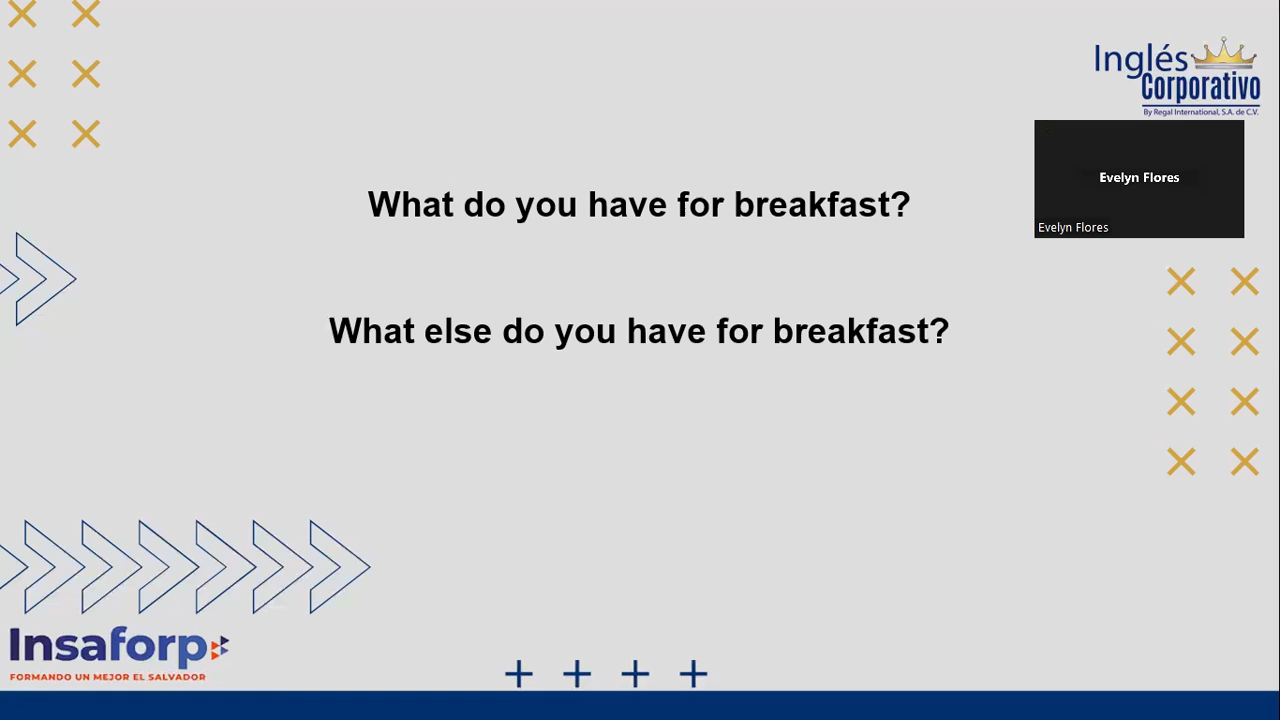 Inglés
Corporativo
By Regal International, S.A. de C.V.
Evelyn Flores
Evelyn Flores
What do you have for breakfast?
What else do you have for breakfast?
Insaforp
FORMANDO UN MEJOR EL SALVADOR